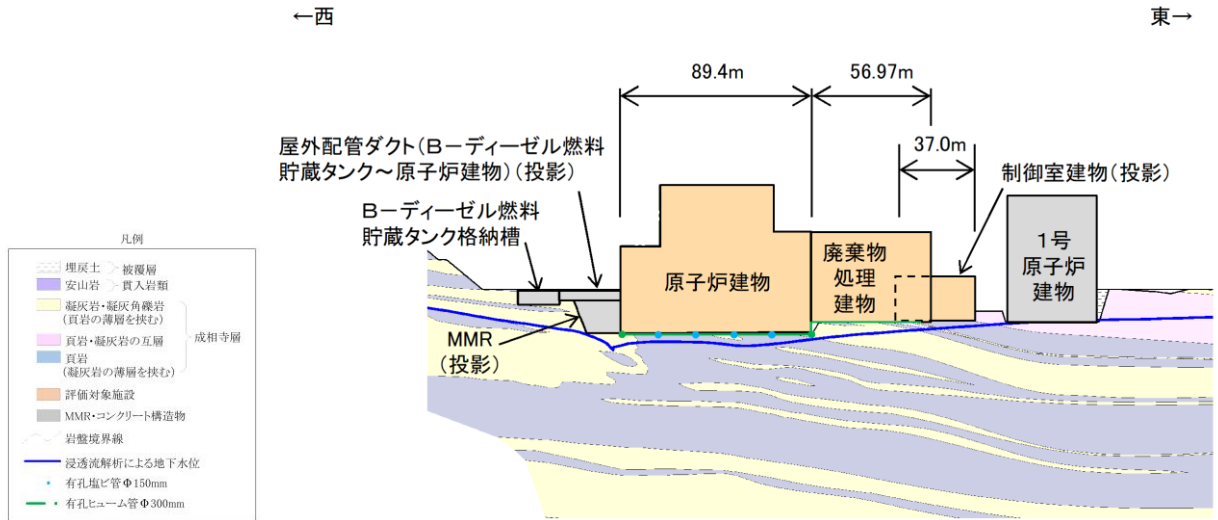 ←西
東→
89.4m
56.97m
37.0m
屋外配管ダクト(B-ディーゼル燃料
貯蔵タンク~原子炉建物)(投影)
制御室建物(投影)
B-ディーゼル燃料
貯蔵タンク格納槽
原子炉建物
廃棄物
処理
建物
1号
原子炉
建物
MMR
(投影)
凡例
埋戻土
被覆層
安山岩
貫入岩類
凝灰岩・凝灰角礫岩
(頁岩の薄層を挟む)
成相寺層
頁岩・凝灰岩の互層
頁岩
(凝灰岩の薄層を挟む)
評価対象施設
MMR・コンクリート構造物
岩盤境界線
浸透流解析による地下水位
有孔塩ビ管Φ150mm
有孔ヒューム管Φ300mm